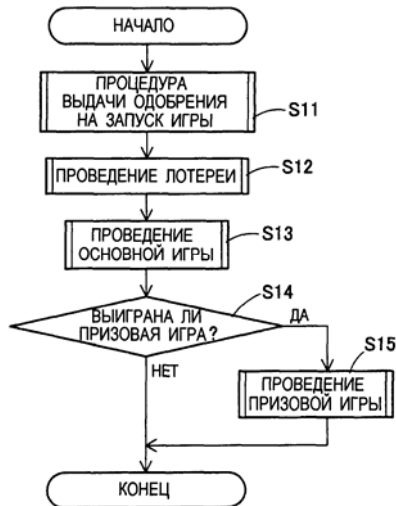 НАЧАЛО
ПРОЦЕДУРА
ВЫДАЧИ ОДОБРЕНИЯ
НА ЗАПУСК ИГРЫ
S11
ПРОВЕДЕНИЕ ЛОТЕРЕИ
S12
ПРОВЕДЕНИЕ
ОСНОВНОЙ ИГРЫ
S13
S14
ВЫИГРАНА ЛИ
ПРИЗОВАЯ ИГРА?
ДА
НЕТ
S15
ПРОВЕДЕНИЕ
ПРИЗОВОЙ ИГРЫ
КОНЕЦ